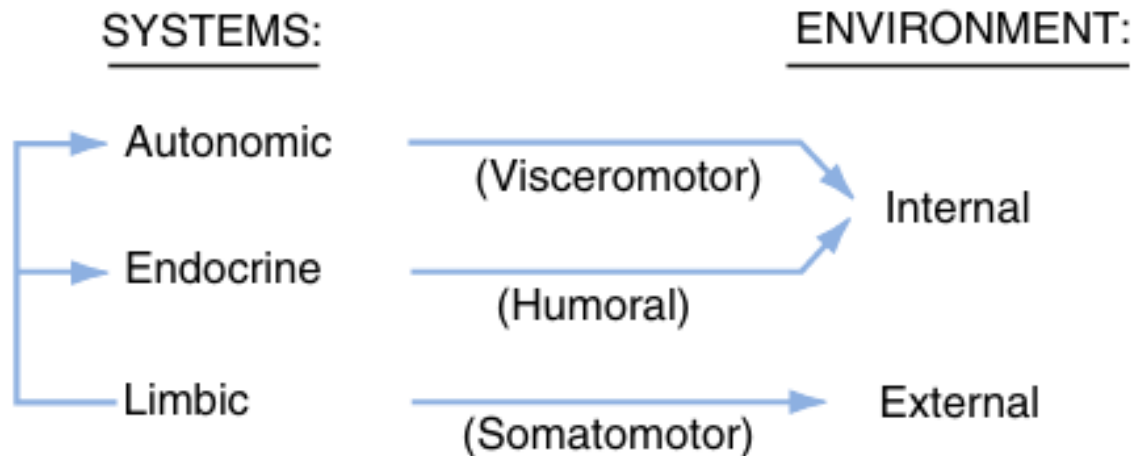 SYSTEMS: ENVIRONMENT:
Autonomic
(Visceromotor)
Internal
Endocrine
(Humoral)
Limbic External
(Somatomotor)